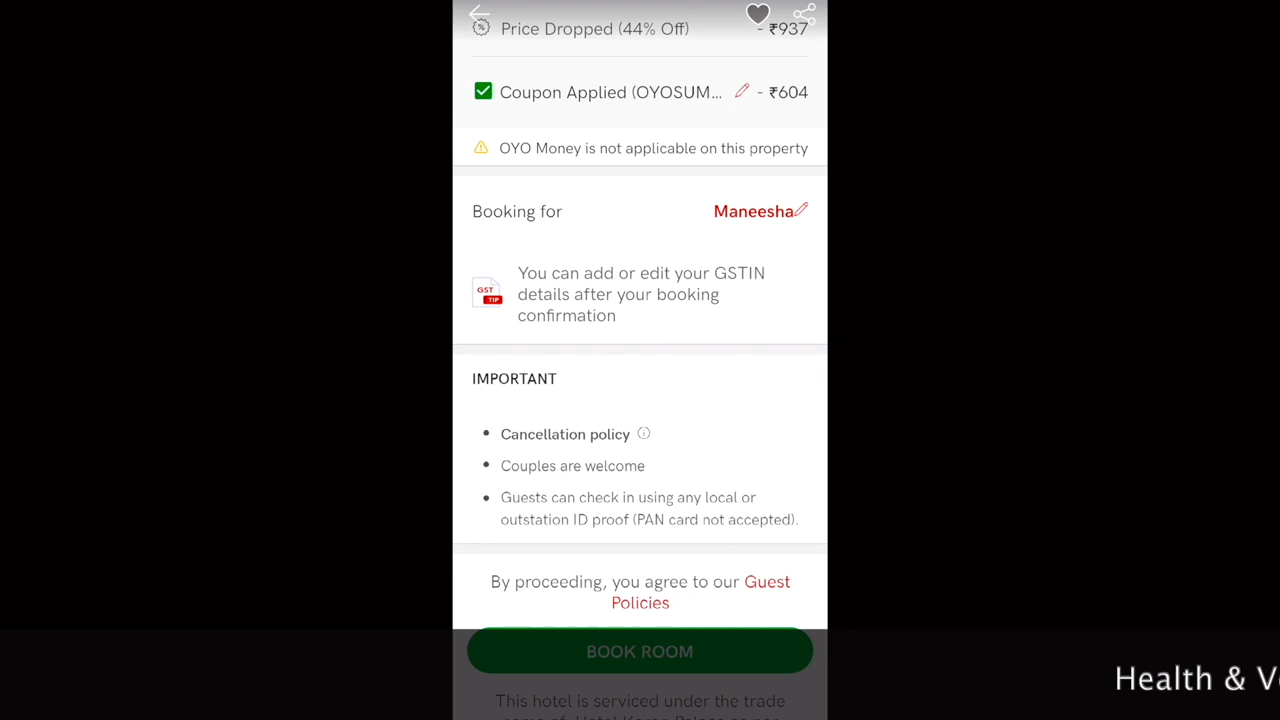 Price Dropped (44% Off) - ₹937
Coupon Applied (OYOSUM... - ₹604
OYO Money is not applicable on this property
Booking for Maneesha
You can add or edit your GSTIN
GST
TIP
details after your booking
confirmation
IMPORTANT
• Cancellation policy
• Couples are welcome
• Guests can check in using any local or
outstation ID proof (PAN card not accepted).
By proceeding, you agree to our Guest
Policies
BOOK ROOM
Health & V
This hotel is serviced under the trade